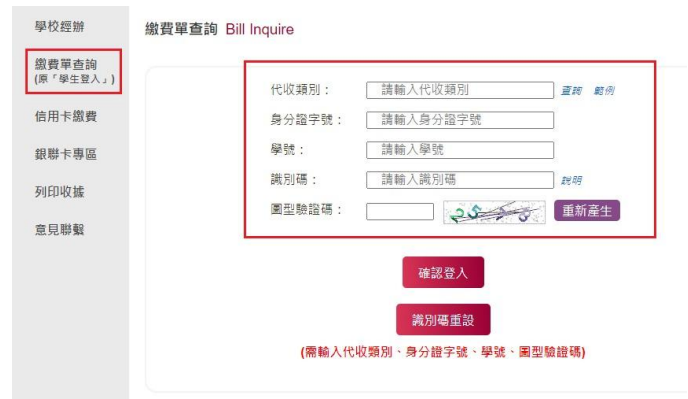 學校經辦
繳費單查詢
(原「學生登入」)
信用卡繳費
銀聯卡專區
列印收據
意見聯繫
繳費單查詢 Bill Inquire
代收類別： 請輸入代收類別 查詢 範例
身分證字號： 請輸入身分證字號
學號： 請輸入學號
識別碼： 請輸入識別碼 說明
圖型驗證碼： 重新產生
確認登入
識別碼重設
(需輸入代收類別、身分證字號、學號、圖型驗證碼)